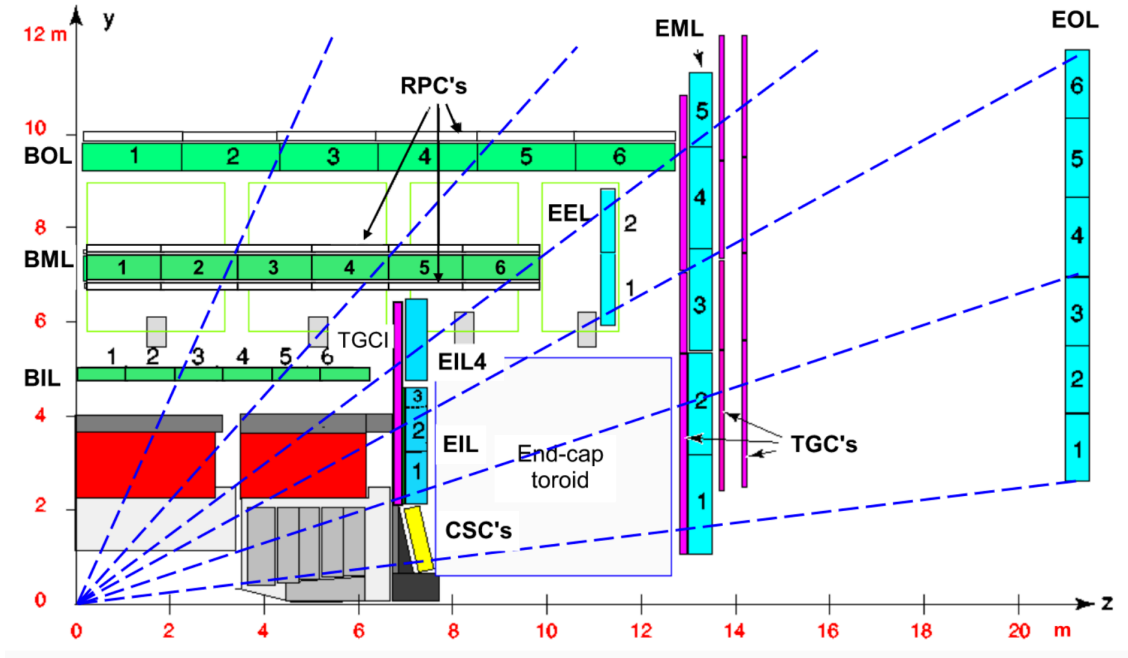 y
EOL
12 m
EML
RPC's
6
5
10
BOL
1 2 3 4 5 6
5
4
EEL
2
8
4
BML
1 2 3 4 5 6
1
3
3
6
TGCI
1 2 3 4 5 6
EIL4
2
BIL
3
2
4
2
EIL
TGC's
1
End-cap
toroid
1
1
2
CSC's
0
z
0 2 4 6 8 10 12 14 16 18 20 m